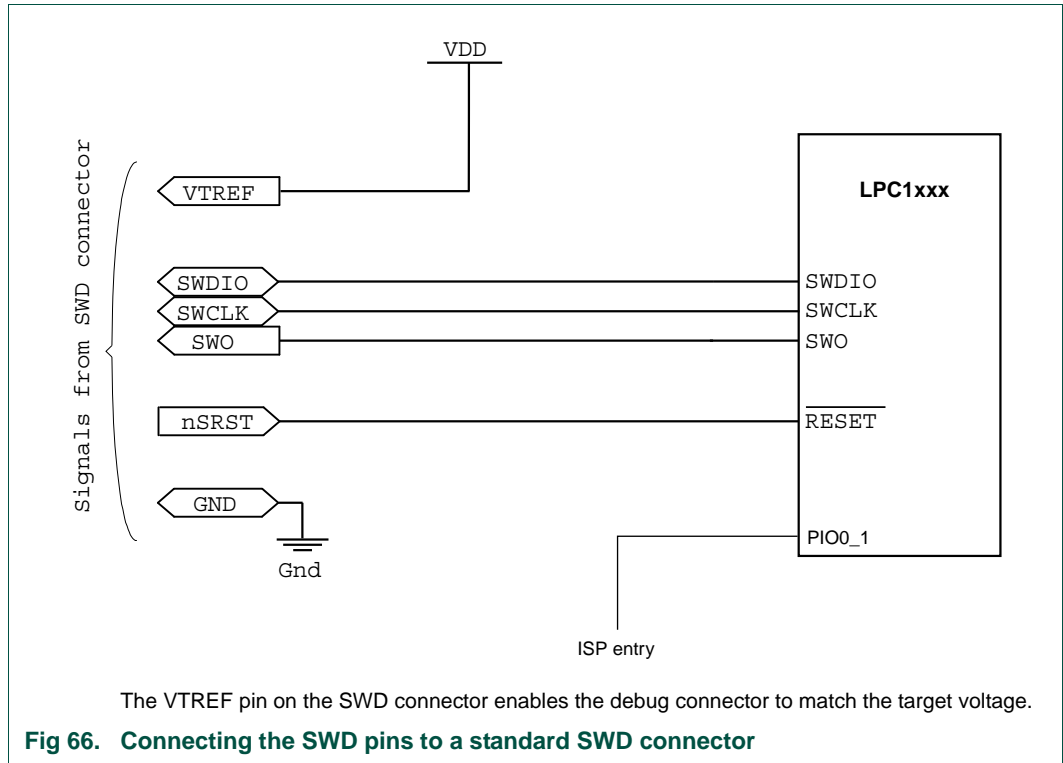 VDD
Signals from SWD connector
VTREF
LPC1xxx
SWDIO
SWDIO
SWCLK
SWCLK
SWO
SWO
nSRST
RESET
GND
Gnd
PIO0_1
ISP entry
The VTREF pin on the SWD connector enables the debug connector to match the target voltage.
Fig 66. Connecting the SWD pins to a standard SWD connector